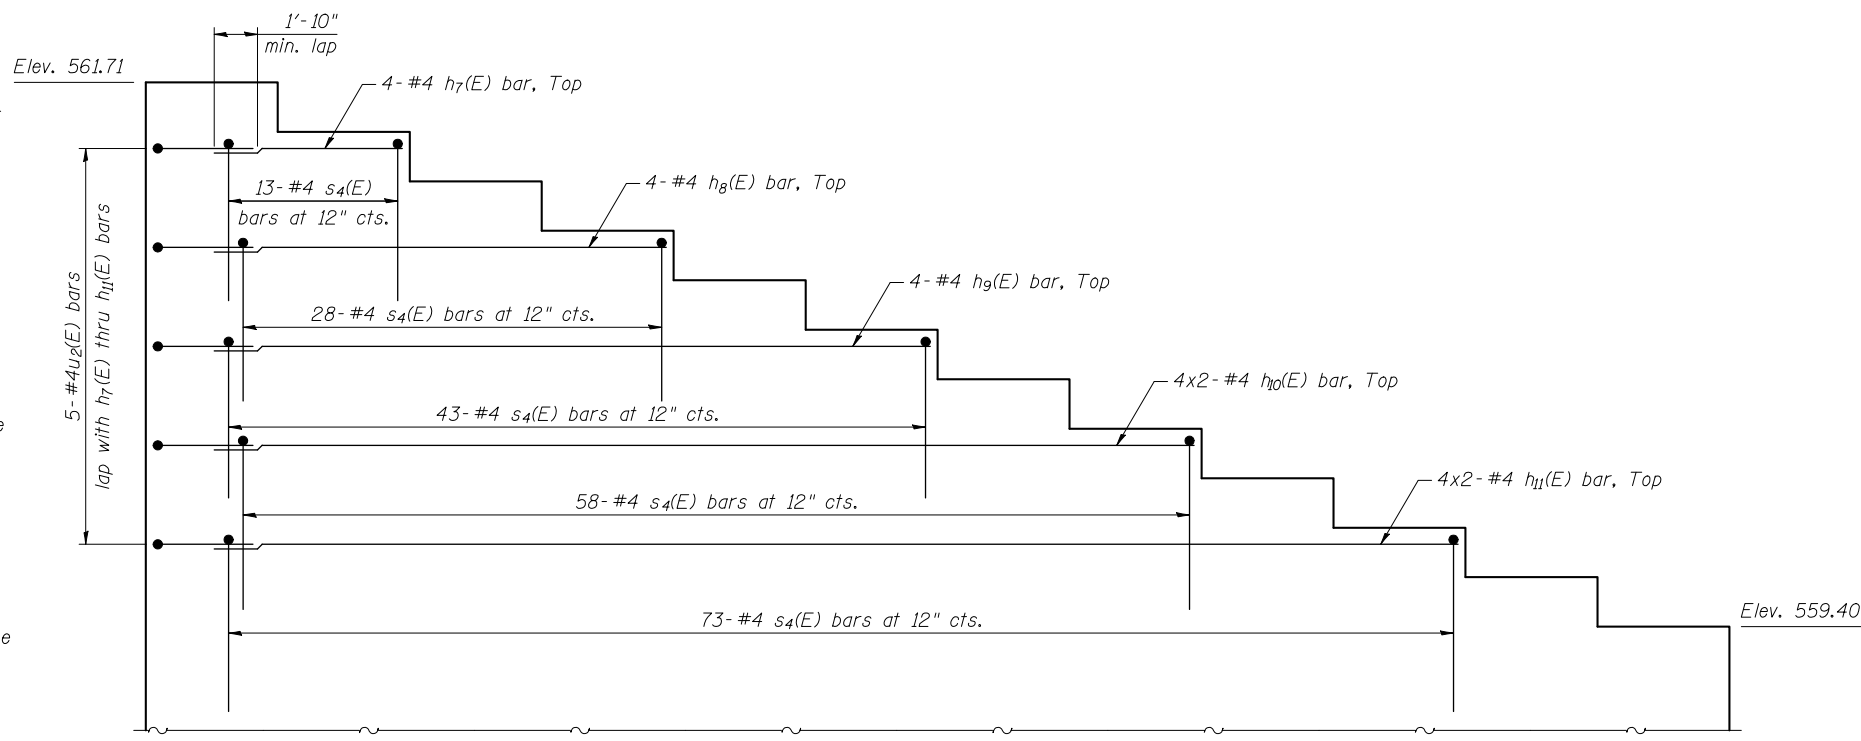 1'-10"
min. lap
Elev. 561.71
4-#4 h7(E) bar, Top
13-#4 s4(E)
bars at 12" cts.
4-#4 h8(E) bar, Top
4-#4 h9(E) bar, Top
28-#4 s4(E) bars at 12" cts.
5-#4u2(E) bars
lap with h7(E) thru h11(E) bars
4x2-#4 h10(E) bar, Top
43-#4 s4(E) bars at 12" cts.
4x2-#4 h11(E) bar, Top
58-#4 s4(E) bars at 12" cts.
Elev. 559.40
73-#4 s4(E) bars at 12" cts.
e
e